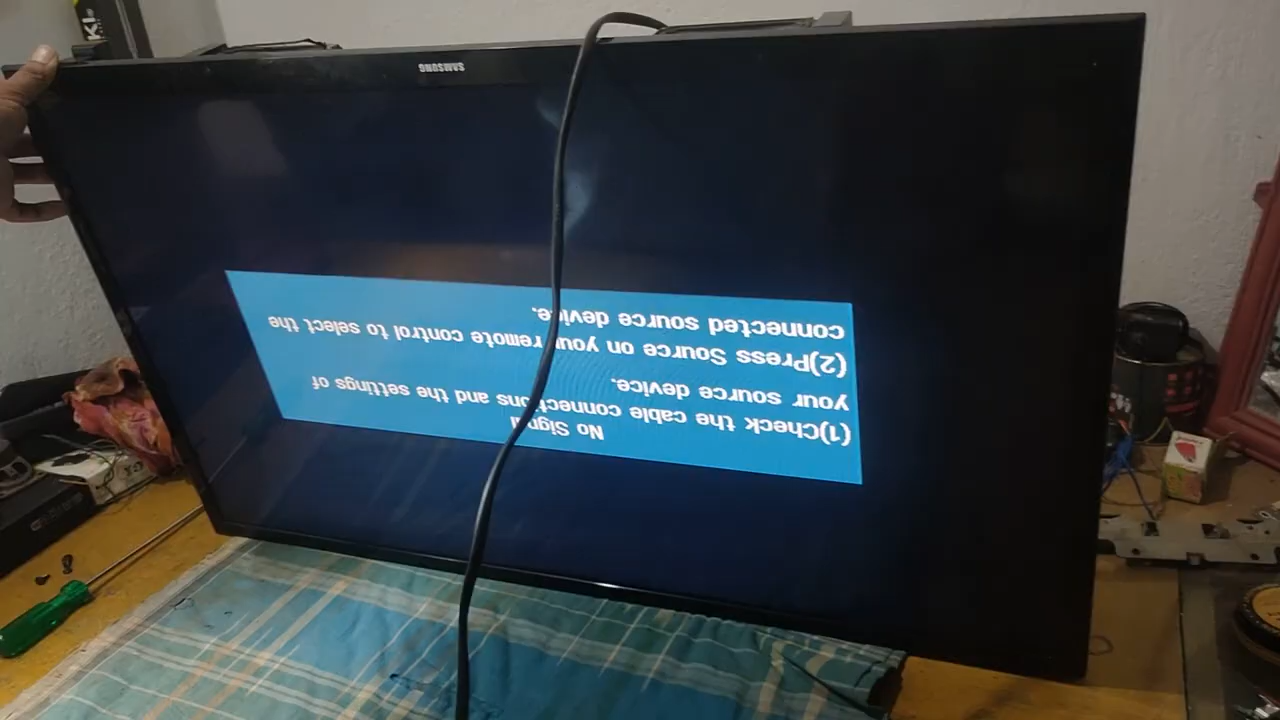 SAMSUNG
No Signal
(1)Check the cable connections and the settings of
your source device.
(2)Press Source on your remote control to select the
connected source device.